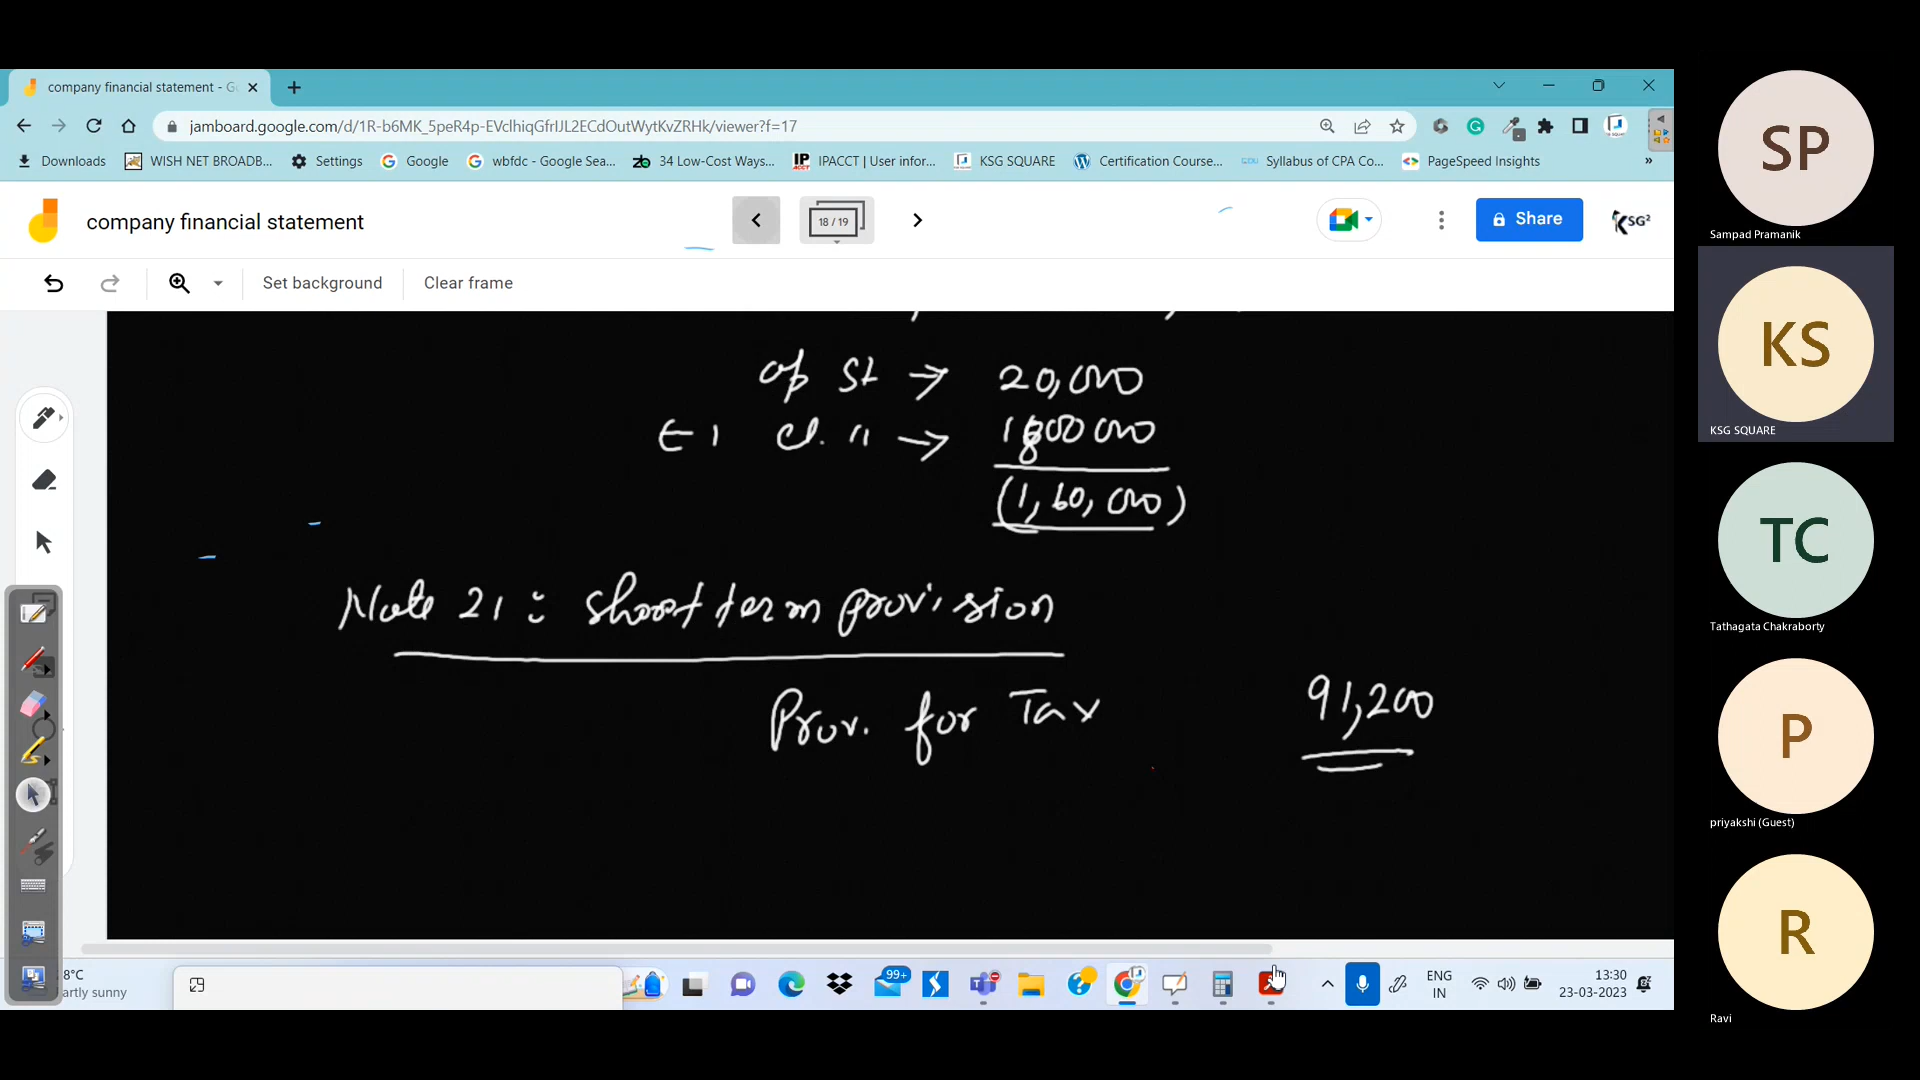 company financial statement - G
jamboard.google.com/d/1R-b6MK_5peR4p-EVclhiqGfrIJL2ECdOutWytKvZRHk/viewer?f=17
Downloads WISH NET BROADB... Settings Google wbfdc - Google Sea... 34 Low-Cost Ways... IPACCT | User infor... KSG SQUARE Certification Course... Syllabus of CPA Co... PageSpeed Insights »
company financial statement
18 / 19
Share
KSG²
Set background Clear frame
op st → 20,000
(-) cl. " → 1800000
(1,60,000)
Note 21 : Short term provision
Prov. for Tax 91,200
8°C
artly sunny
99+
ENG
IN
13:30
23-03-2023
SP
Sampad Pramanik
KS
KSG SQUARE
TC
Tathagata Chakraborty
P
priyakshi (Guest)
R
Ravi